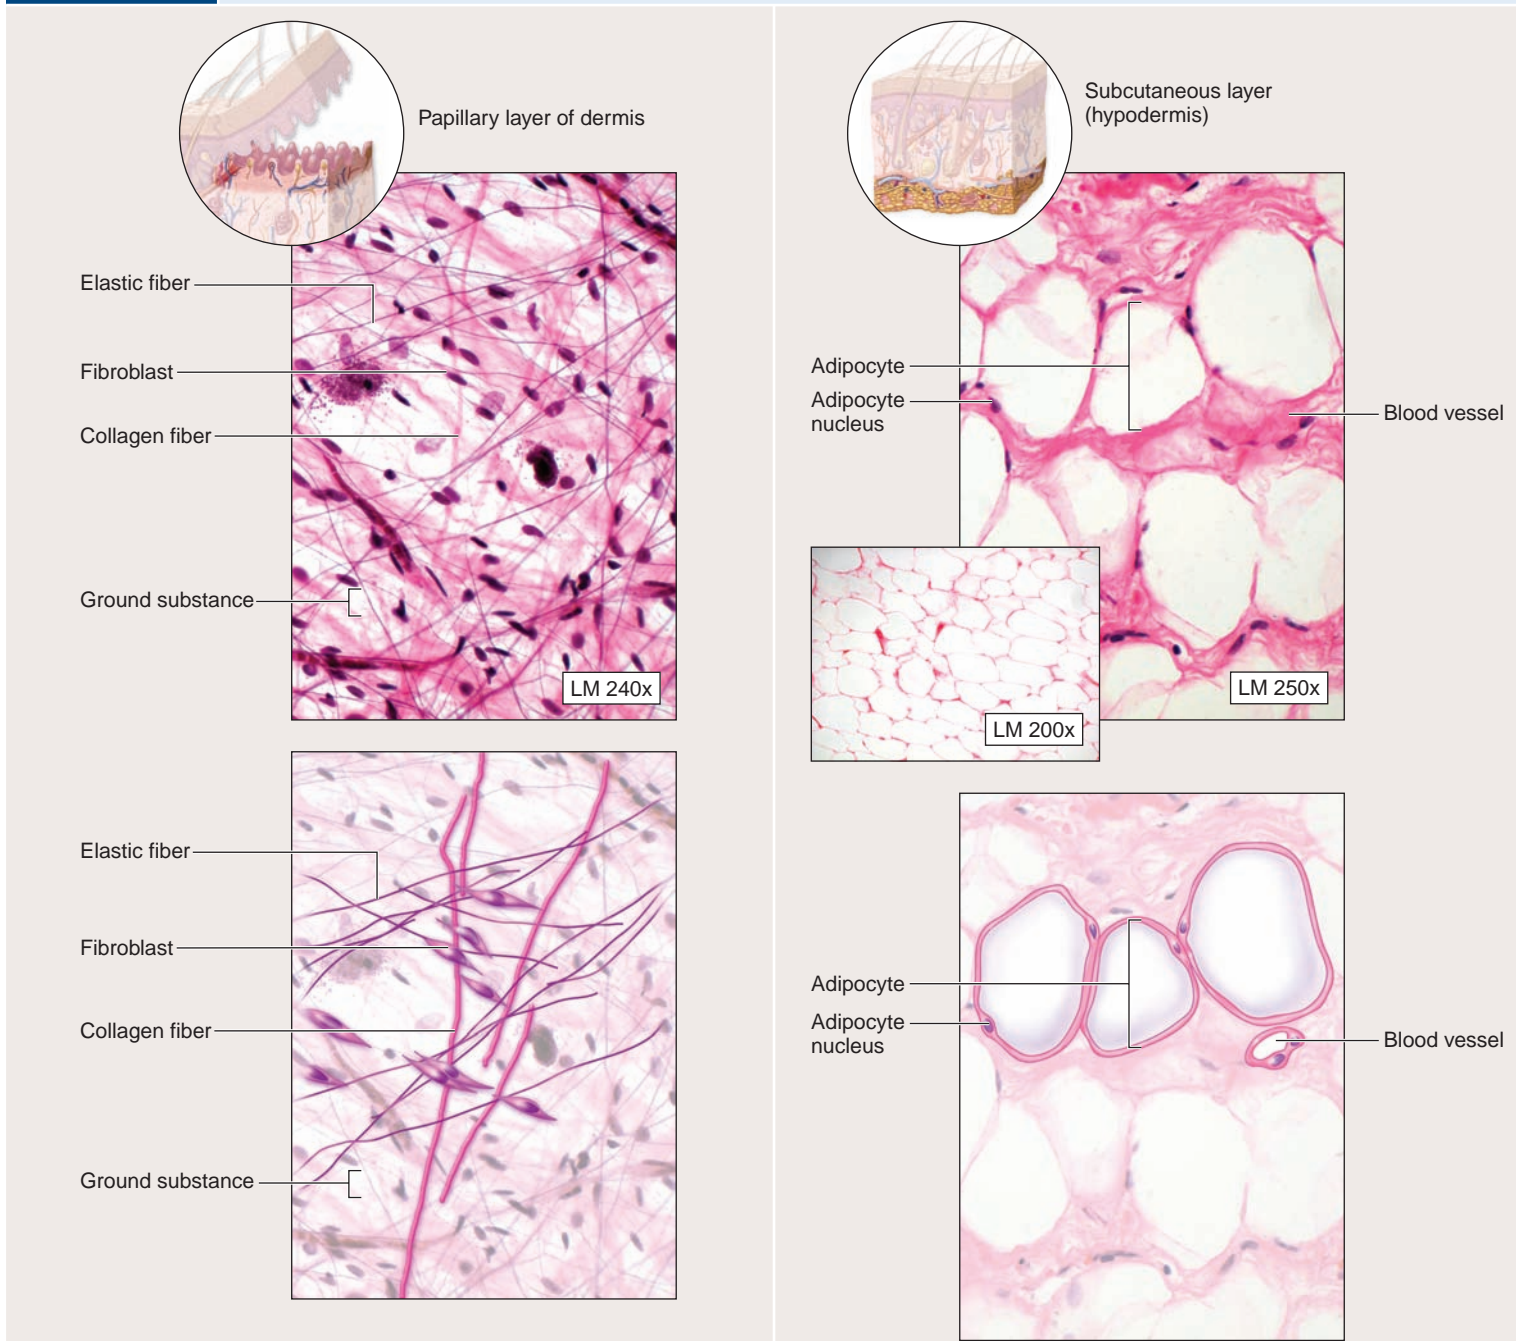 Papillary layer of dermis
Elastic fiber
Fibroblast
Collagen fiber
Ground substance
LM 240x
Elastic fiber
Fibroblast
Collagen fiber
Ground substance
Subcutaneous layer
(hypodermis)
Adipocyte
Adipocyte
nucleus
Blood vessel
LM 250x
LM 200x
Adipocyte
Adipocyte
nucleus
Blood vessel